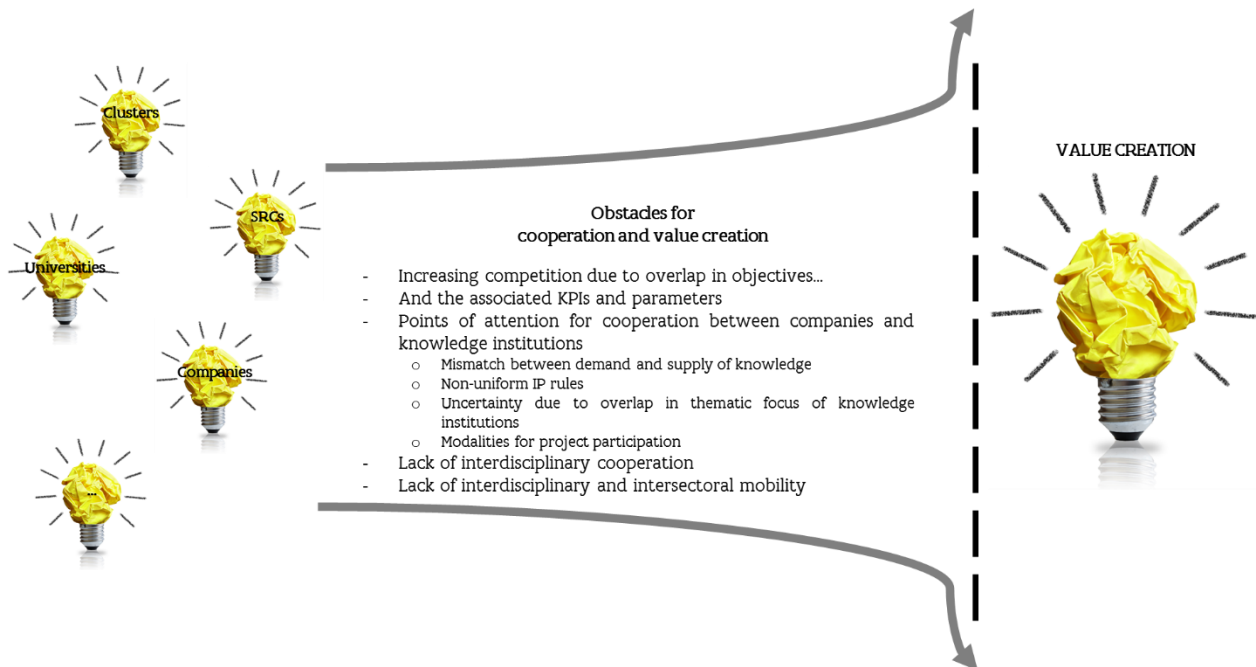 Clusters
SRCs
Universities
Companies
...
Obstacles for
cooperation and value creation
- Increasing competition due to overlap in objectives...
- And the associated KPIs and parameters
- Points of attention for cooperation between companies and
knowledge institutions
o Mismatch between demand and supply of knowledge
o Non-uniform IP rules
o Uncertainty due to overlap in thematic focus of knowledge
institutions
o Modalities for project participation
- Lack of interdisciplinary cooperation
- Lack of interdisciplinary and intersectoral mobility
VALUE CREATION